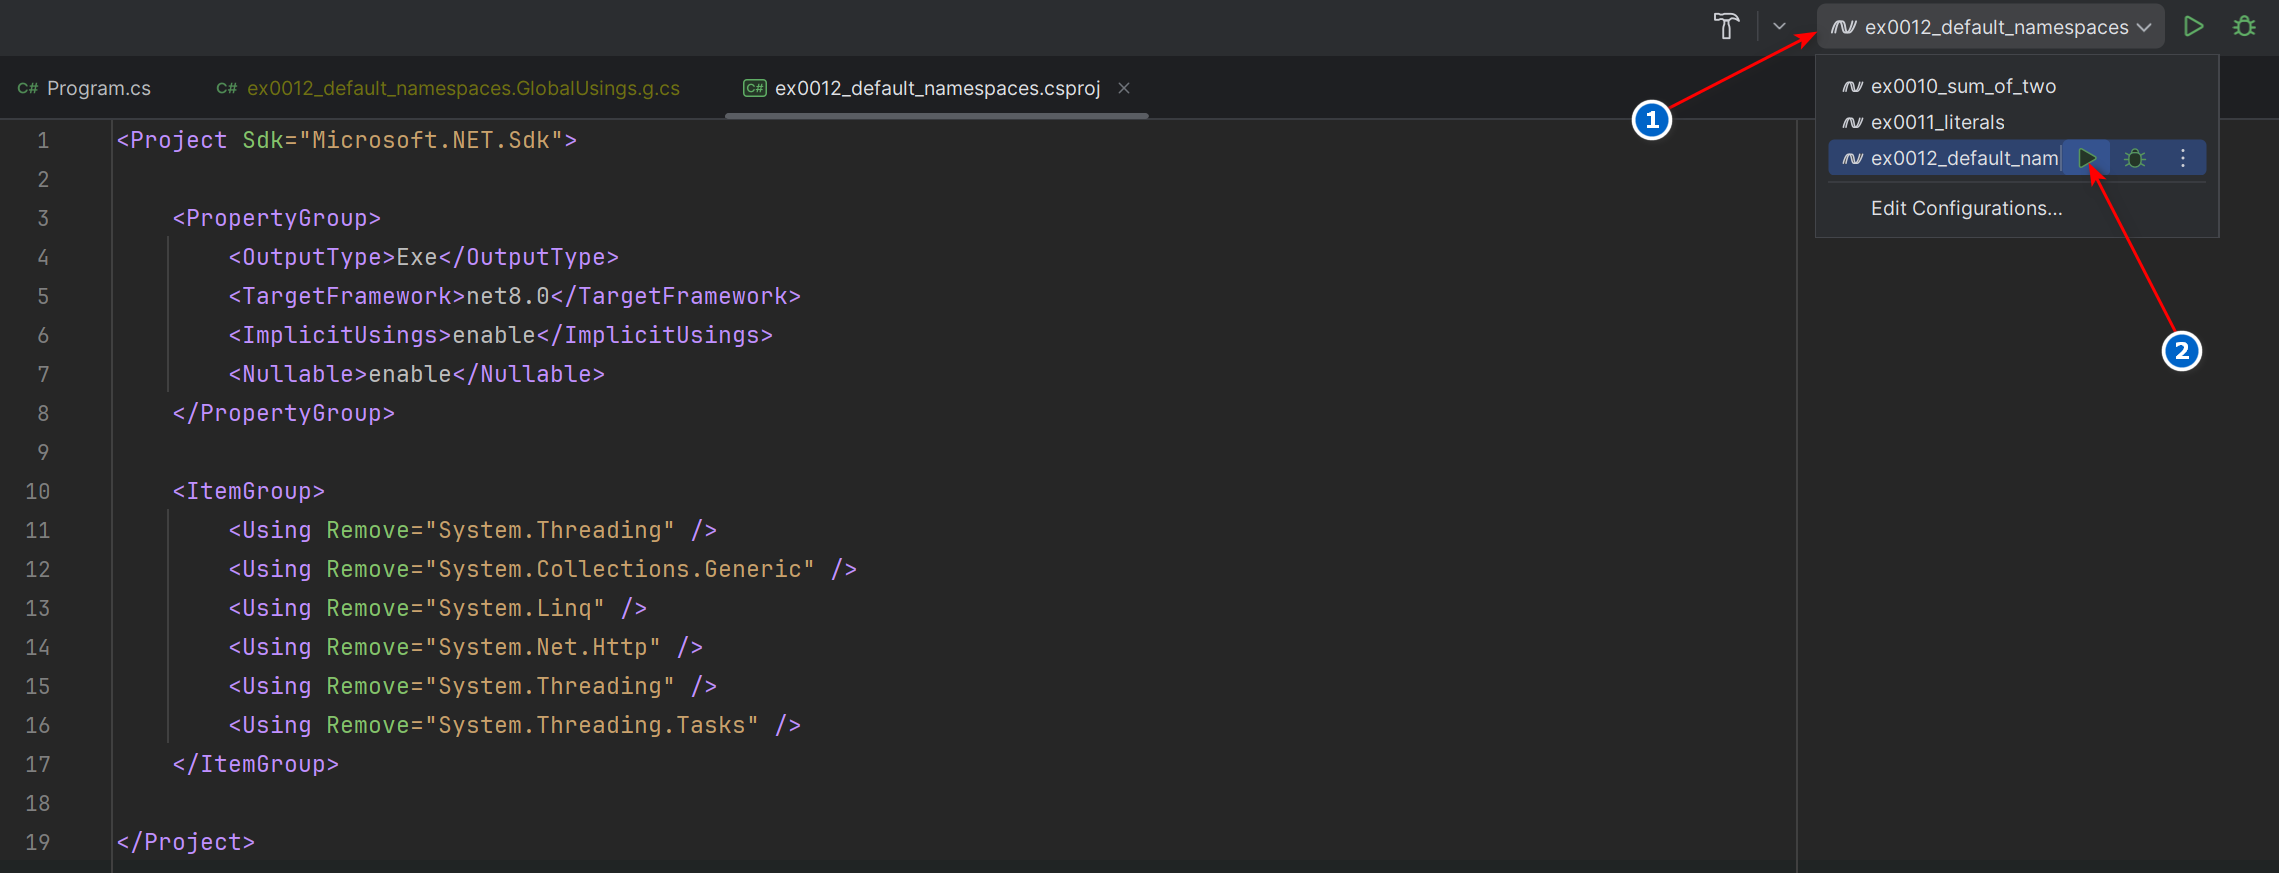 ex0012_default_namespaces
C# Program.cs C# ex0012_default_namespaces.GlobalUsings.g.cs C# ex0012_default_namespaces.csproj
1
ex0010_sum_of_two
ex0011_literals
ex0012_default_nam
Edit Configurations...
2
1 <Project Sdk="Microsoft.NET.Sdk">
2
3 <PropertyGroup>
4 <OutputType>Exe</OutputType>
5 <TargetFramework>net8.0</TargetFramework>
6 <ImplicitUsings>enable</ImplicitUsings>
7 <Nullable>enable</Nullable>
8 </PropertyGroup>
9
10 <ItemGroup>
11 <Using Remove="System.Threading" />
12 <Using Remove="System.Collections.Generic" />
13 <Using Remove="System.Linq" />
14 <Using Remove="System.Net.Http" />
15 <Using Remove="System.Threading" />
16 <Using Remove="System.Threading.Tasks" />
17 </ItemGroup>
18
19 </Project>